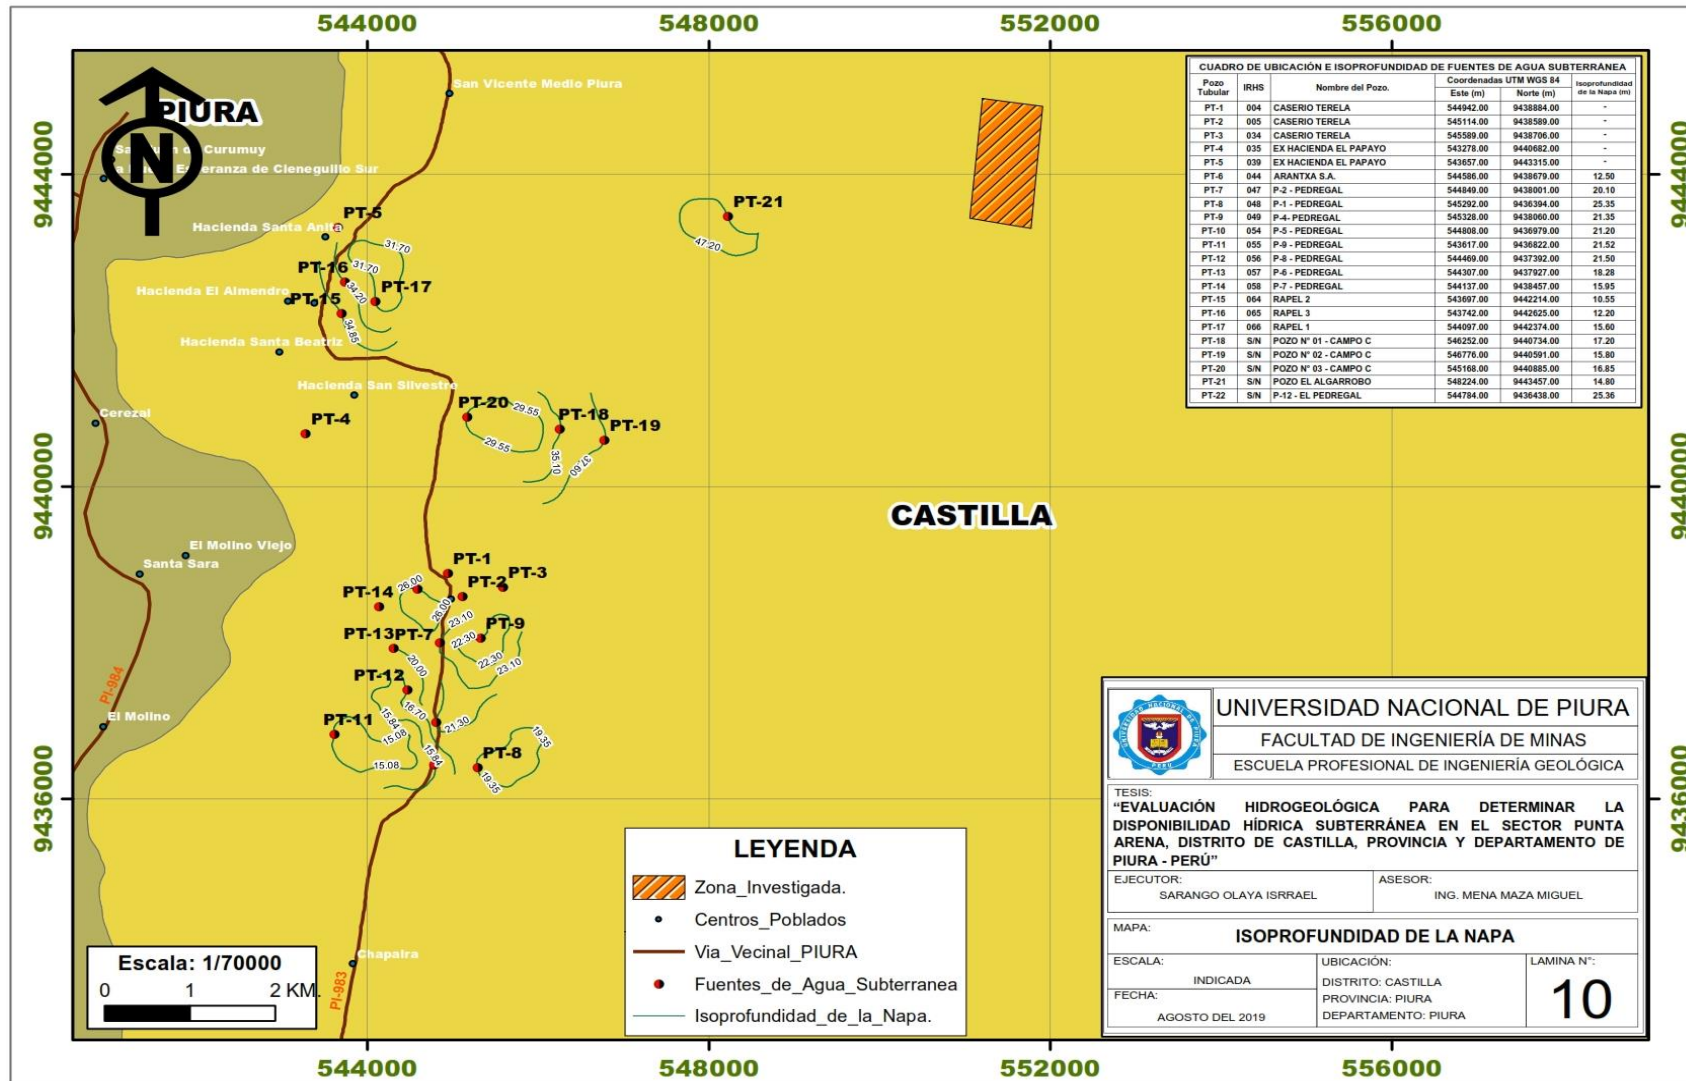 544000 548000 552000 556000
9444000
9440000
9436000
9444000
9440000
9436000
PIURA
N
San Vicente Medio Piura
Curumuy
Esperanza de Cieneguillo Sur
Hacienda Santa Anita
PT-5
31.70
PT-16
31.70
34.20
PT-17
Hacienda El Almendro
PT-15
34.85
Hacienda Santa Beatriz
Hacienda San Silvestre
PT-21
47.20
Cerezal
PT-4
PT-20
29.55
29.55
PT-18
35.10
PT-19
37.60
CASTILLA
El Molino Viejo
Santa Sara
PT-1
PT-2
PT-3
26.00
26.00
PT-14
23.10
PT-13
PT-7
22.30
PT-9
22.30
23.10
20.00
PT-12
16.70
15.84
21.30
PT-11
15.08
15.08
15.84
PT-8
19.35
19.35
PI-984
El Molino
Chapaira
PI-983
CUADRO DE UBICACIÓN E ISOPROFUNDIDAD DE FUENTES DE AGUA SUBTERRÁNEA
Pozo Tubular IRHS Nombre del Pozo. Coordenadas UTM WGS 84 Este (m) Norte (m) Isoprofundidad de la Napa (m)
PT-1 004 CASERIO TERELA 544942.00 9438884.00 -
PT-2 005 CASERIO TERELA 545114.00 9438589.00 -
PT-3 034 CASERIO TERELA 545589.00 9438706.00 -
PT-4 035 EX HACIENDA EL PAPAYO 543278.00 9440682.00 -
PT-5 039 EX HACIENDA EL PAPAYO 543657.00 9443315.00 -
PT-6 044 ARANTXA S.A. 544586.00 9438679.00 12.50
PT-7 047 P-2 - PEDREGAL 544849.00 9438001.00 20.10
PT-8 048 P-1 - PEDREGAL 545292.00 9436394.00 25.35
PT-9 049 P-4- PEDREGAL 545328.00 9438060.00 21.35
PT-10 054 P-5 - PEDREGAL 544808.00 9436979.00 21.20
PT-11 055 P-9 - PEDREGAL 543617.00 9436822.00 21.52
PT-12 056 P-8 - PEDREGAL 544469.00 9437392.00 21.50
PT-13 057 P-6 - PEDREGAL 544307.00 9437927.00 18.28
PT-14 058 P-7 - PEDREGAL 544137.00 9438457.00 15.95
PT-15 064 RAPEL 2 543697.00 9442214.00 10.55
PT-16 065 RAPEL 3 543742.00 9442625.00 12.20
PT-17 066 RAPEL 1 544097.00 9442374.00 15.60
PT-18 S/N POZO N° 01 - CAMPO C 546252.00 9440734.00 17.20
PT-19 S/N POZO N° 02 - CAMPO C 546776.00 9440591.00 15.80
PT-20 S/N POZO N° 03 - CAMPO C 545168.00 9440885.00 16.85
PT-21 S/N POZO EL ALGARROBO 548224.00 9443457.00 14.80
PT-22 S/N P-12 - EL PEDREGAL 544784.00 9436438.00 25.36
Escala: 1/70000
0 1 2 KM.
LEYENDA
Zona_Investigada.
Centros_Poblados
Via_Vecinal_PIURA
Fuentes_de_Agua_Subterranea
Isoprofundidad_de_la_Napa.
UNIVERSIDAD NACIONAL DE PIURA
FACULTAD DE INGENIERÍA DE MINAS
ESCUELA PROFESIONAL DE INGENIERÍA GEOLÓGICA
UNIVERSIDAD NACIONAL DE PIURA
PERU
TESIS:
“EVALUACIÓN HIDROGEOLÓGICA PARA DETERMINAR LA
DISPONIBILIDAD HÍDRICA SUBTERRÁNEA EN EL SECTOR PUNTA
ARENA, DISTRITO DE CASTILLA, PROVINCIA Y DEPARTAMENTO DE
PIURA - PERÚ”
EJECUTOR:
SARANGO OLAYA ISRRAEL
ASESOR:
ING. MENA MAZA MIGUEL
MAPA:
ISOPROFUNDIDAD DE LA NAPA
ESCALA:
INDICADA
FECHA:
AGOSTO DEL 2019
UBICACIÓN:
DISTRITO: CASTILLA
PROVINCIA: PIURA
DEPARTAMENTO: PIURA
LAMINA N°:
10
544000 548000 552000 556000